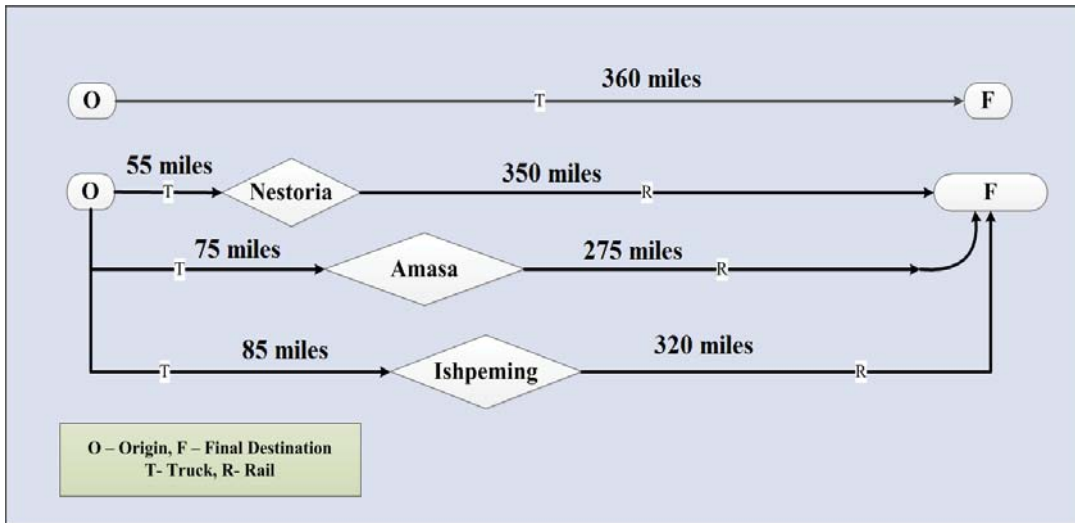 360 miles
O T F
55 miles 350 miles
O T Nestoria R F
75 miles 275 miles
T Amasa R
85 miles 320 miles
T Ishpeming R
O – Origin, F – Final Destination
T- Truck, R- Rail